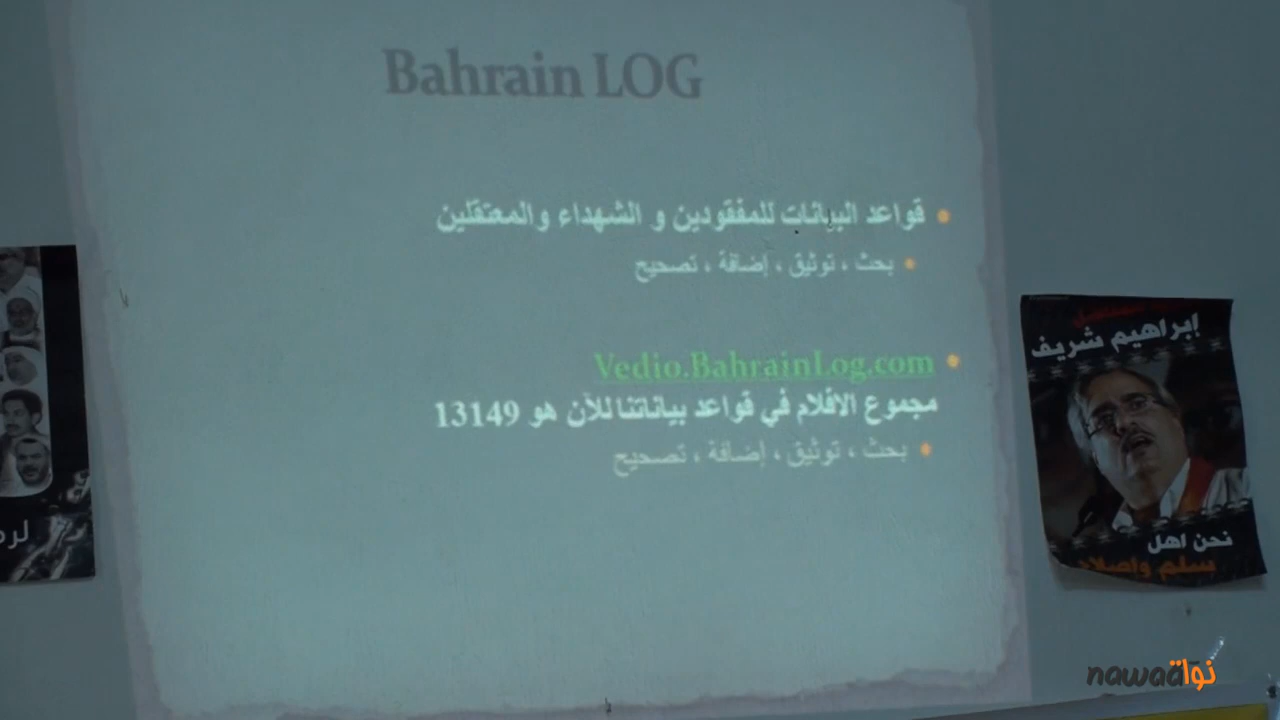 Bahrain LOG
قواعد البيانات للمفقودين و الشهداء والمعتقلين
بحث ، توثيق ، إضافة ، تصحيح
Vedio.BahrainLog.com
مجموع الافلام في قواعد بياناتنا للآن هو 13149
بحث ، توثيق ، إضافة ، تصحيح
إبراهيم شريف
نحن اهل
سلم وإصلاح
nawaat نواة